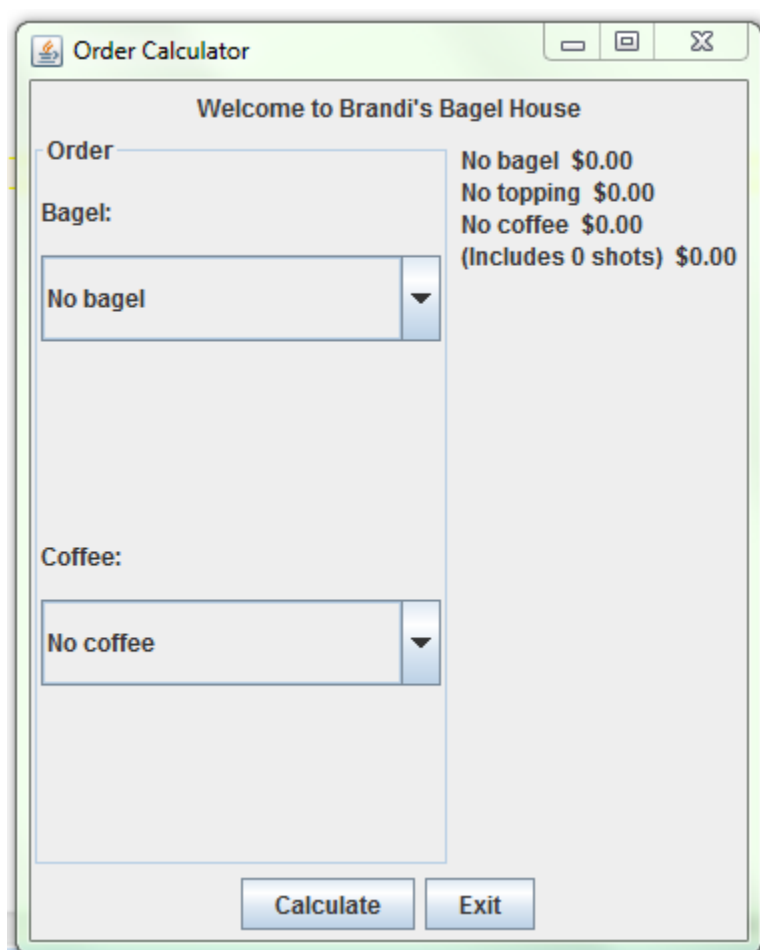 Order Calculator
Welcome to Brandi's Bagel House
Order
Bagel:
No bagel
Coffee:
No coffee
No bagel  $0.00
No topping  $0.00
No coffee  $0.00
(Includes 0 shots)  $0.00
Calculate
Exit